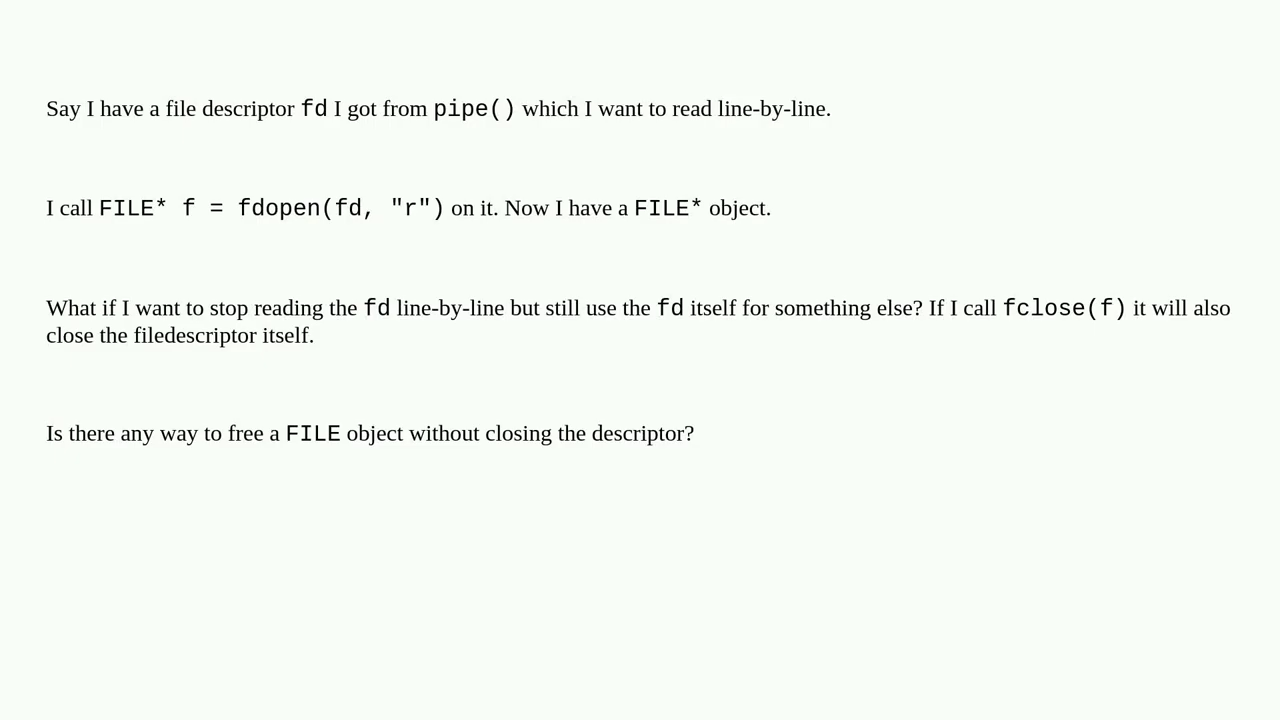 Say I have a file descriptor fd I got from pipe() which I want to read line-by-line.
I call FILE* f = fdopen(fd, "r") on it. Now I have a FILE* object.
What if I want to stop reading the fd line-by-line but still use the fd itself for something else? If I call fclose(f) it will also
close the filedescriptor itself.
Is there any way to free a FILE object without closing the descriptor?